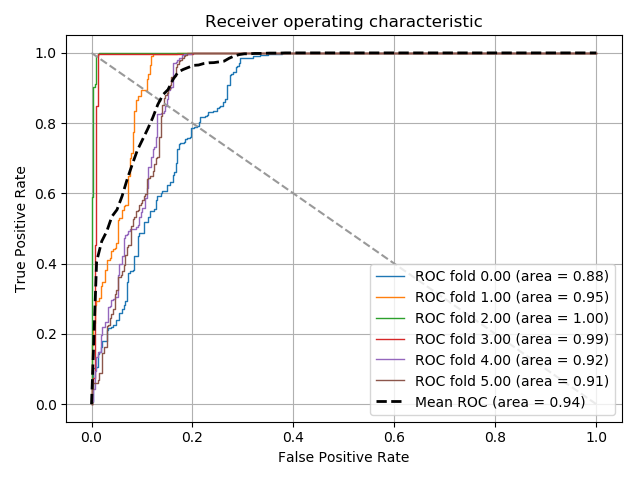 Receiver operating characteristic
True Positive Rate
1.0
0.8
0.6
0.4
0.2
0.0
ROC fold 0.00 (area = 0.88)
ROC fold 1.00 (area = 0.95)
ROC fold 2.00 (area = 1.00)
ROC fold 3.00 (area = 0.99)
ROC fold 4.00 (area = 0.92)
ROC fold 5.00 (area = 0.91)
Mean ROC (area = 0.94)
0.0 0.2 0.4 0.6 0.8 1.0
False Positive Rate